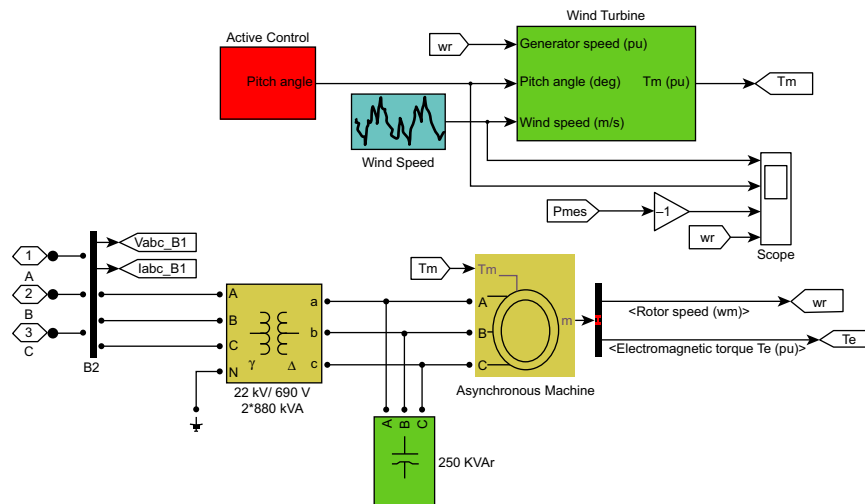 Active Control
Pitch angle
Wind Turbine
wr
Generator speed (pu)
Pitch angle (deg)
Tm (pu)
Wind speed (m/s)
Tm
Wind Speed
Pmes
–1
wr
Scope
1
A
2
B
3
C
Vabc_B1
Iabc_B1
B2
A
B
C
N
a
b
c
γ
Δ
22 kV/ 690 V
2*880 kVA
Tm
Tm
A
B
C
m
Asynchronous Machine
<Rotor speed (wm)>
wr
<Electromagnetic torque Te (pu)>
Te
A
B
C
250 KVAr